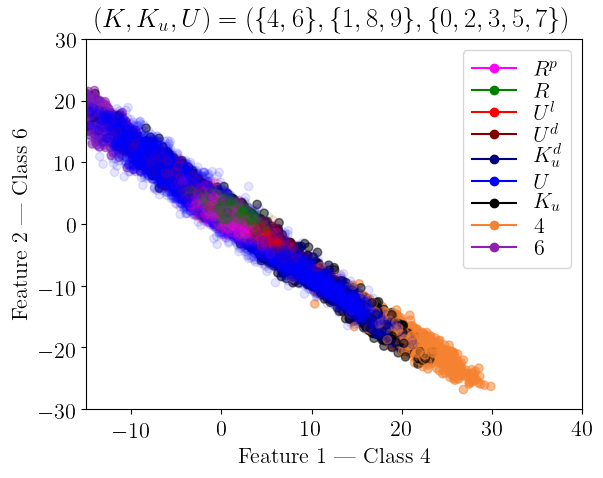 (K, K_u, U) = ({4, 6}, {1, 8, 9}, {0, 2, 3, 5, 7})
30
20
10
0
−10
−20
−30
Feature 2 — Class 6
R^p
R
U^l
U^d
K_u^d
U
K_u
4
6
−10
0
10
20
30
40
Feature 1 — Class 4